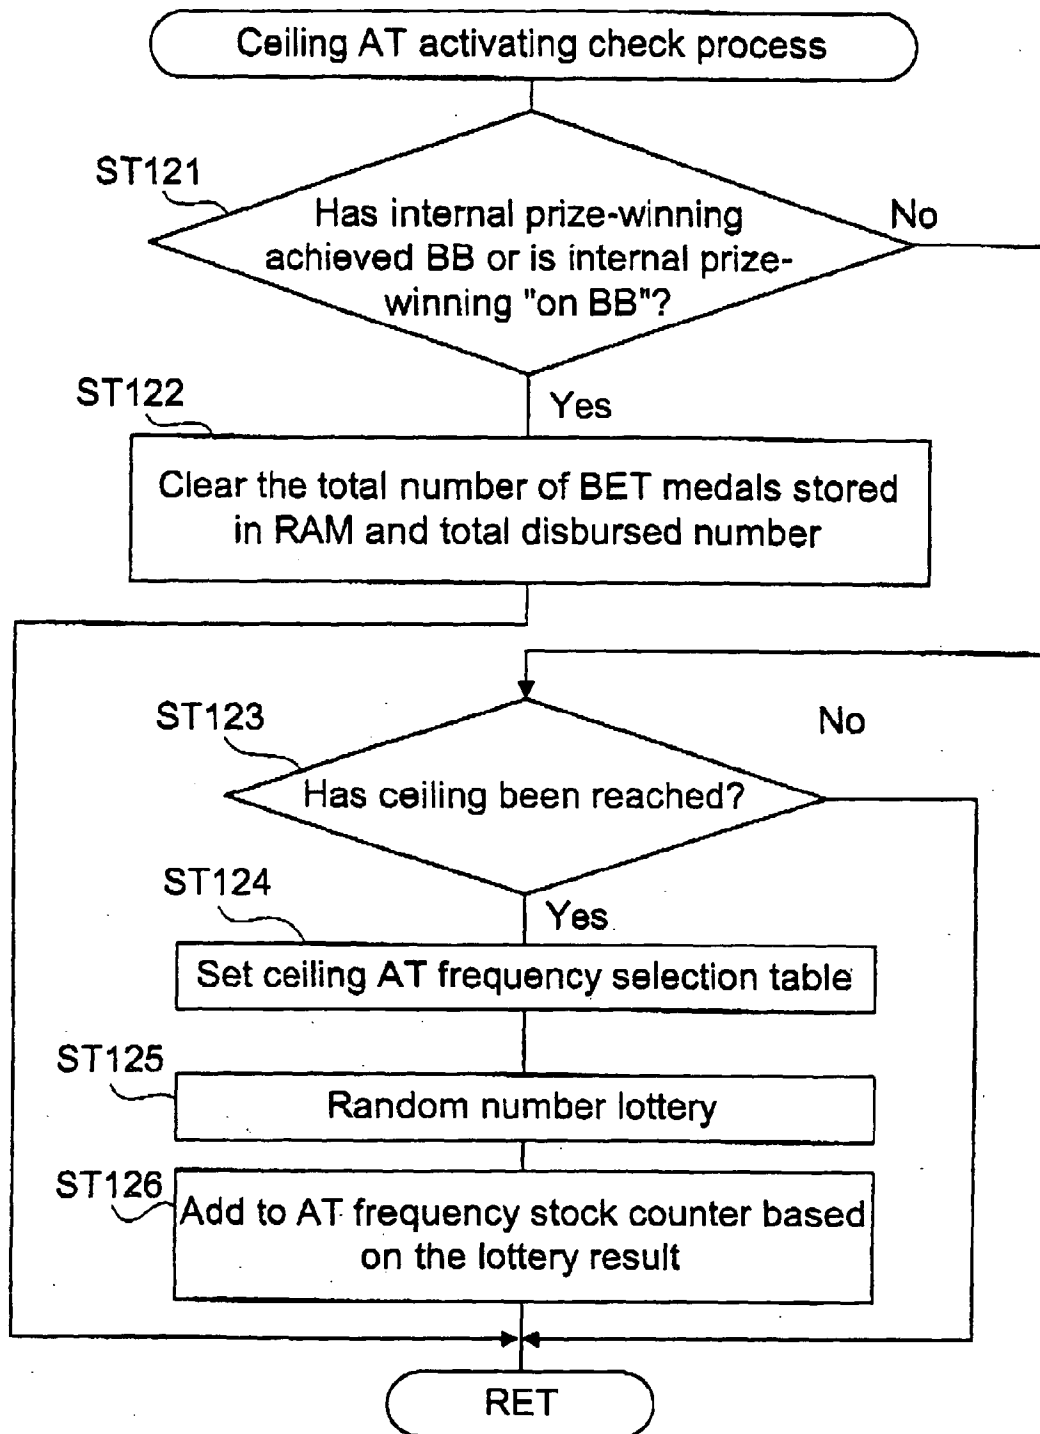 Ceiling AT activating check process
ST121
Has internal prize-winning
No
achieved BB or is internal prize-
winning "on BB"?
ST122
Yes
Clear the total number of BET medals stored
in RAM and total disbursed number
ST123
No
Has ceiling been reached?
ST124
Yes
Set ceiling AT frequency selection table
ST125
Random number lottery
ST126
Add to AT frequency stock counter based
on the lottery result
RET